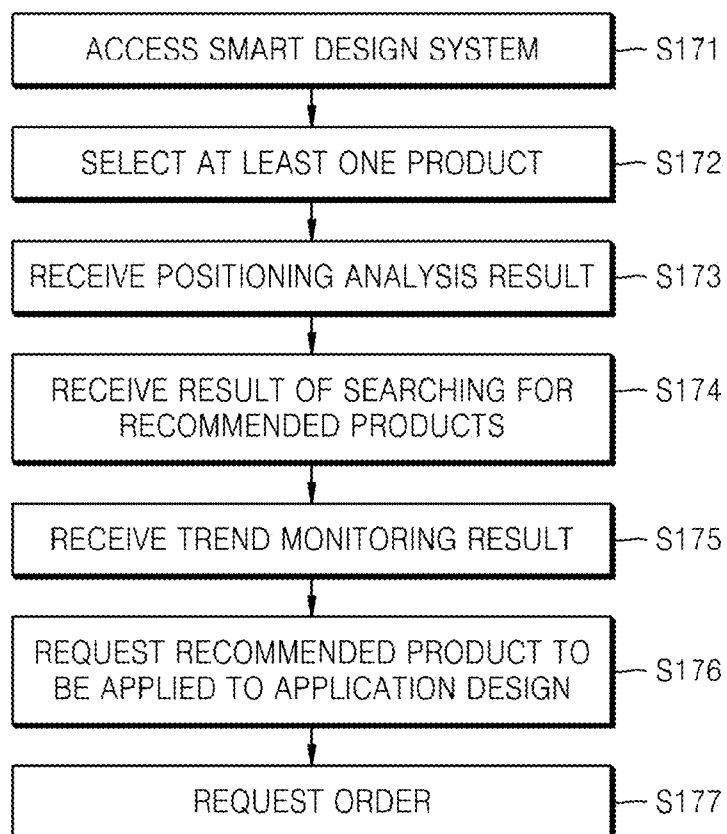 ACCESS SMART DESIGN SYSTEM S171
SELECT AT LEAST ONE PRODUCT S172
RECEIVE POSITIONING ANALYSIS RESULT S173
RECEIVE RESULT OF SEARCHING FOR
RECOMMENDED PRODUCTS S174
RECEIVE TREND MONITORING RESULT S175
REQUEST RECOMMENDED PRODUCT TO
BE APPLIED TO APPLICATION DESIGN S176
REQUEST ORDER S177